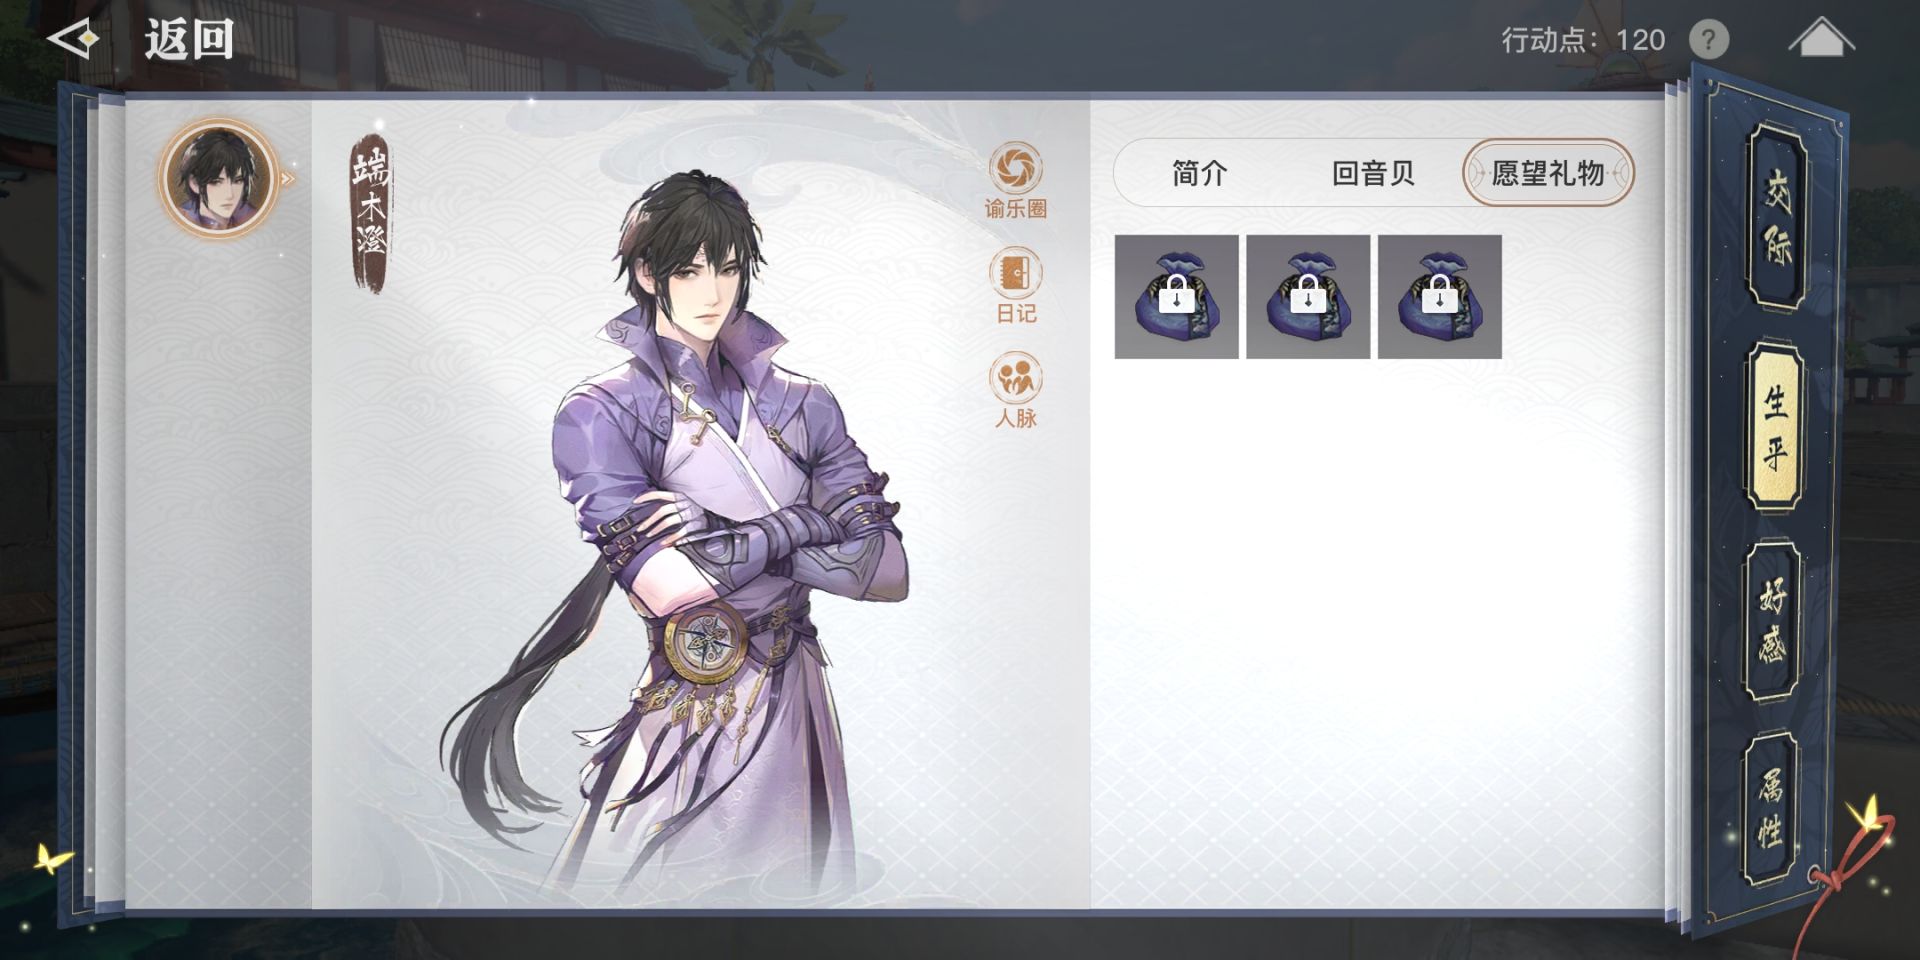 返回
行动点：120
?
端木澄
谕乐圈
日记
人脉
简介
回音贝
愿望礼物
交际
生平
好感
属性